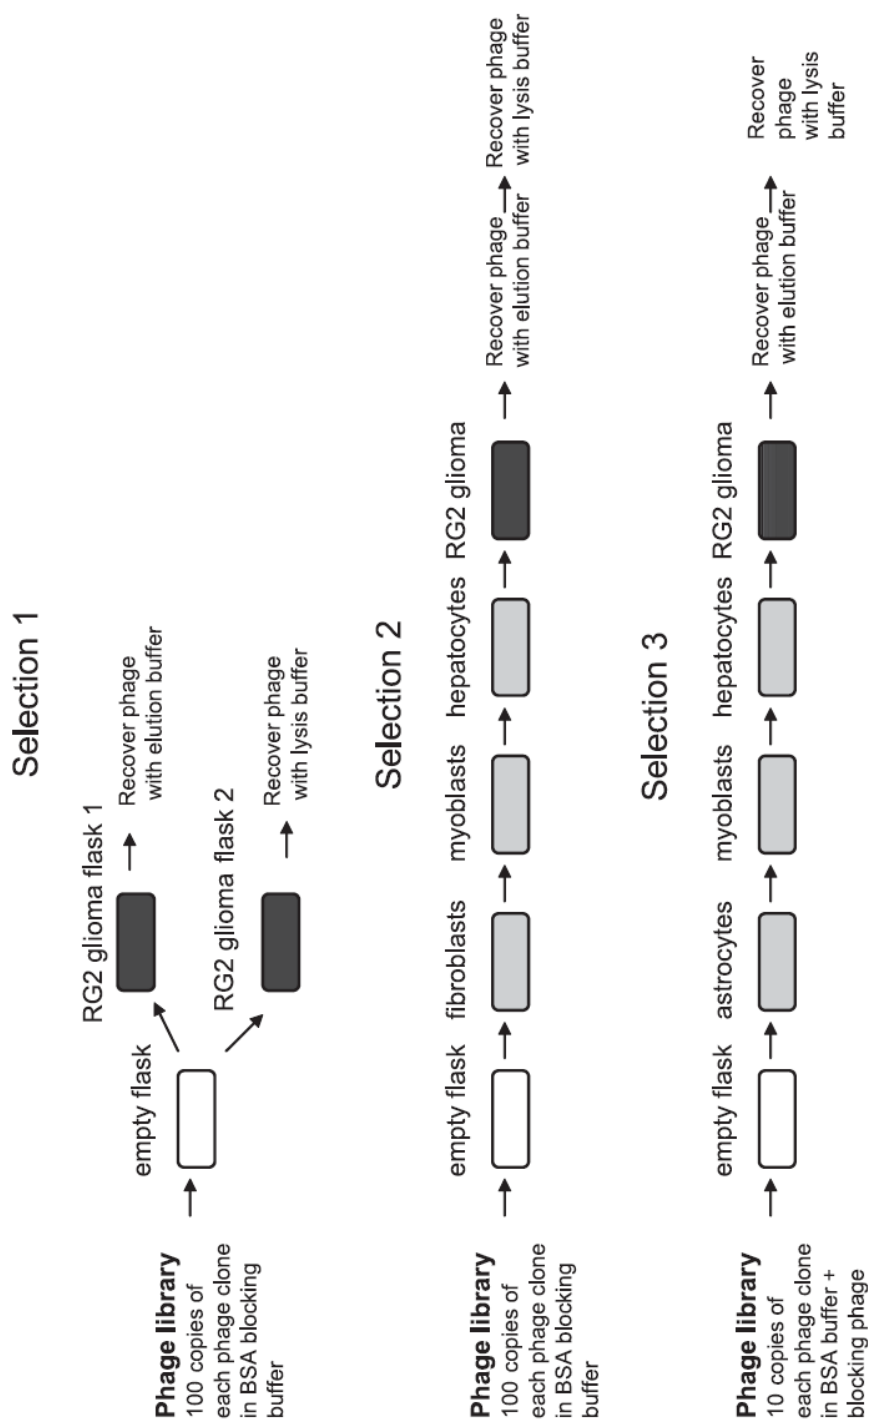 Selection 1
Phage library
100 copies of
each phage clone
in BSA blocking
buffer
empty flask
RG2 glioma flask 1
Recover phage
with elution buffer
RG2 glioma flask 2
Recover phage
with lysis buffer
Selection 2
Phage library
100 copies of
each phage clone
in BSA blocking
buffer
empty flask
fibroblasts
myoblasts
hepatocytes
RG2 glioma
Recover phage
with elution buffer
Recover phage
with lysis buffer
Selection 3
Phage library
10 copies of
each phage clone
in BSA buffer +
blocking phage
empty flask
astrocytes
myoblasts
hepatocytes
RG2 glioma
Recover phage
with elution buffer
Recover
phage
with lysis
buffer